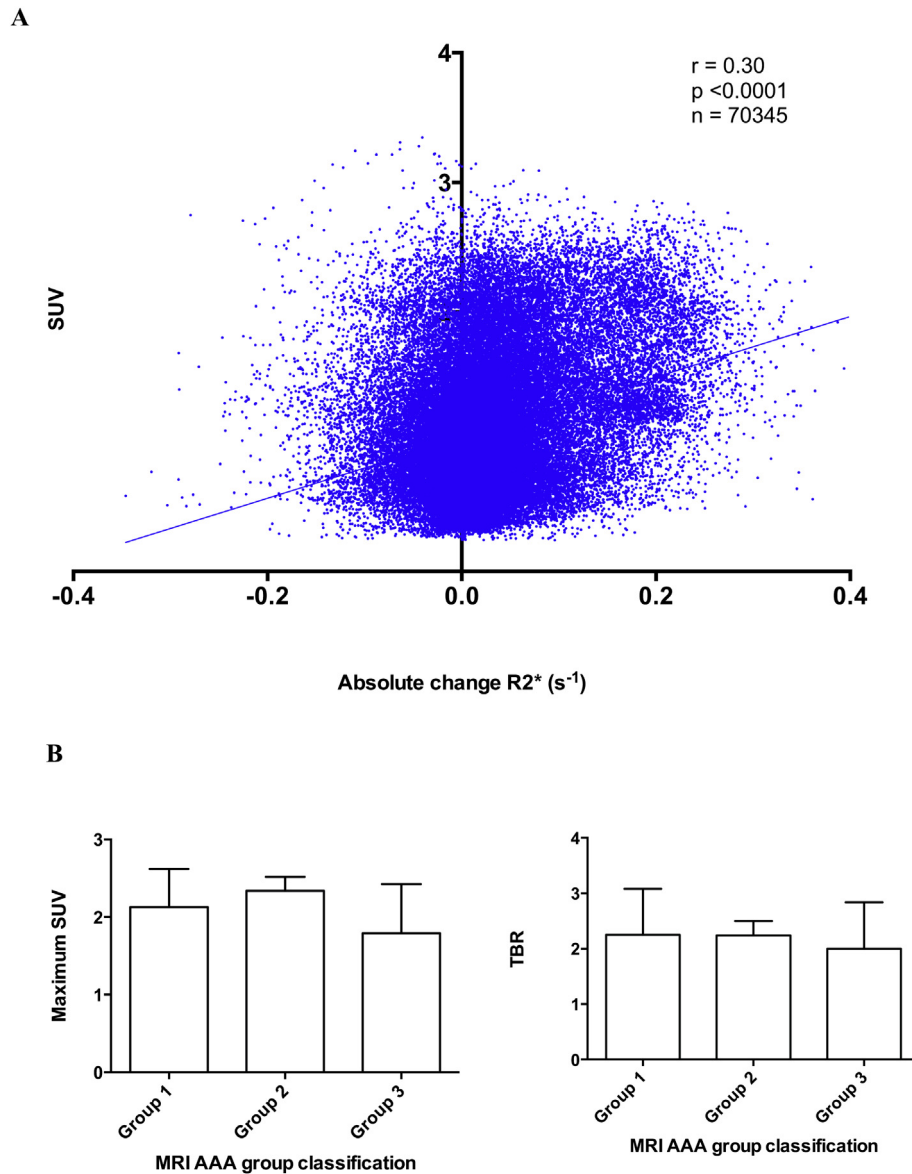 A
4
r = 0.30
p <0.0001
n = 70345
3
SUV
-0.4
-0.2
0.0
0.2
0.4
Absolute change R2* (s⁻¹)
B
3
2
1
0
Maximum SUV
Group 1
Group 2
Group 3
MRI AAA group classification
4
3
2
1
0
TBR
Group 1
Group 2
Group 3
MRI AAA group classification